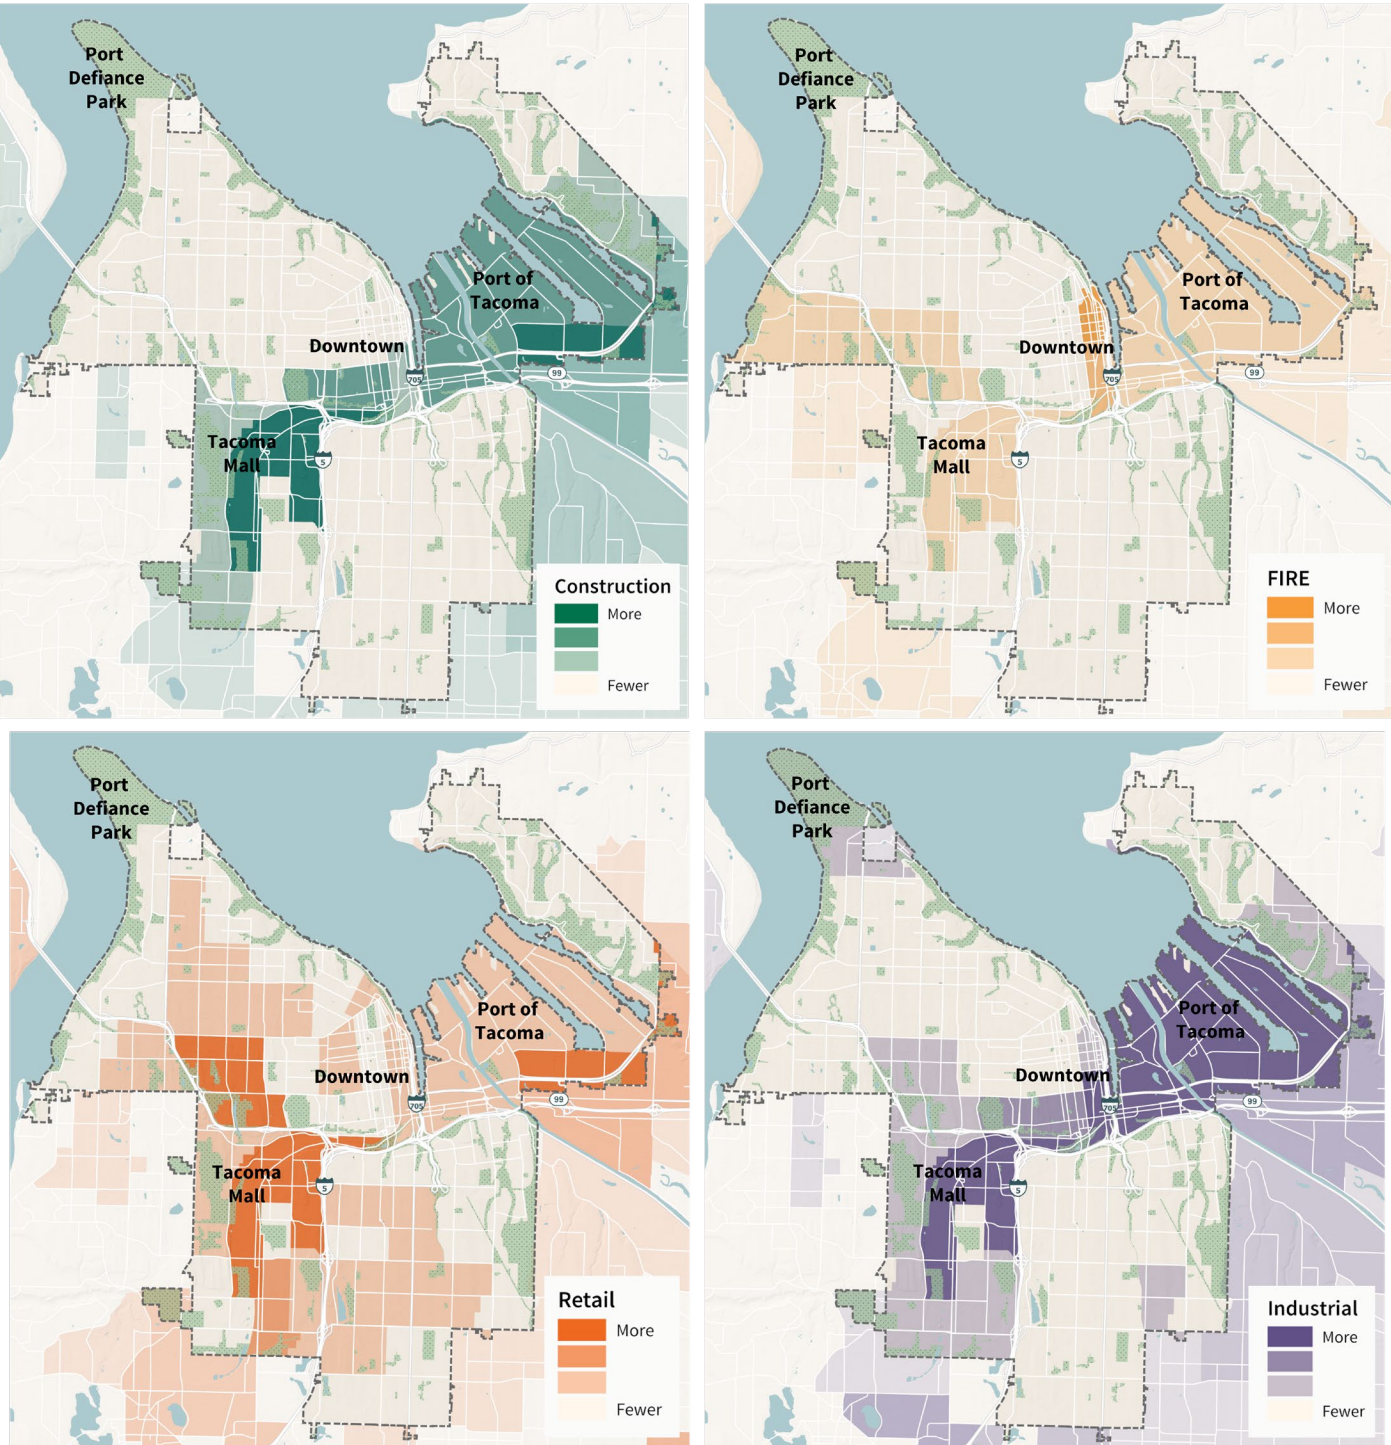 Port
Defiance
Park
Port of
Tacoma
Downtown
705
99
Tacoma
Mall
5
Construction
More
Fewer
Port
Defiance
Park
Port of
Tacoma
Downtown
705
99
Tacoma
Mall
5
FIRE
More
Fewer
Port
Defiance
Park
Port of
Tacoma
Downtown
705
99
Tacoma
Mall
5
Retail
More
Fewer
Port
Defiance
Park
Port of
Tacoma
Downtown
705
99
Tacoma
Mall
5
Industrial
More
Fewer